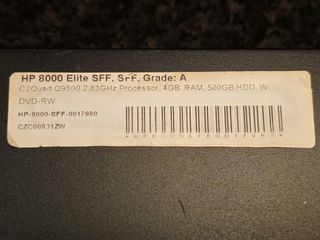 HP 8000 Elite SFF, SFF, Grade: A
C2Quad Q9500 2.83GHz Processor, 4GB, RAM, 500GB HDD, W
DVD-RW
HP-8000-SFF-0017980
CZC00831ZW
*HP8000SFF0017980*